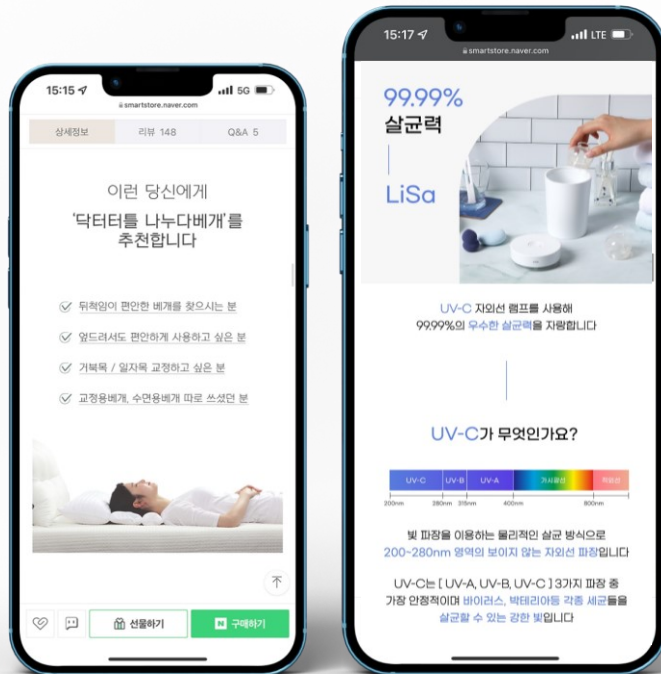 15:15
5G
smartstore.naver.com
상세정보
리뷰 148
Q&A 5
이런 당신에게
'닥터터틀 나누다베개'를
추천합니다
뒤척임이 편안한 베개를 찾으시는 분
엎드려서도 편안하게 사용하고 싶은 분
거북목 / 일자목 교정하고 싶은 분
교정용베개, 수면용베개 따로 쓰셨던 분
선물하기
N 구매하기
15:17
LTE
smartstore.naver.com
99.99%
살균력
LiSa
UV-C 자외선 램프를 사용해
99.99%의 우수한 살균력을 자랑합니다
UV-C가 무엇인가요?
UV-C
UV-B
UV-A
가시광선
적외선
200nm
280nm
315nm
400nm
800nm
빛 파장을 이용하는 물리적인 살균 방식으로
200~280nm 영역의 보이지 않는 자외선 파장입니다
UV-C는 [ UV-A, UV-B, UV-C ] 3가지 파장 중
가장 안정적이며 바이러스, 박테리아등 각종 세균들을
살균할 수 있는 강한 빛입니다